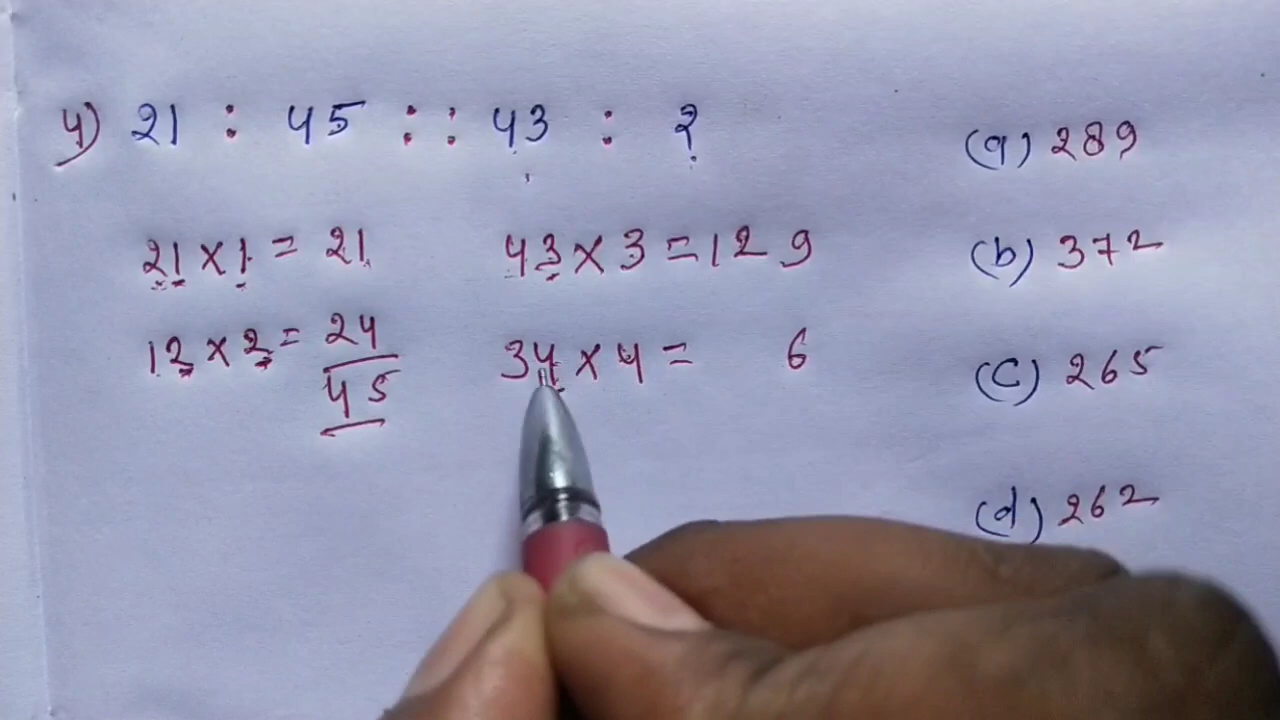 4) 21 : 45 :: 43 : ?
21 x 1 = 21
12 x 2 = 24
45
43 x 3 = 129
34 x 4 = 6
(a) 289
(b) 372
(c) 265
(d) 262